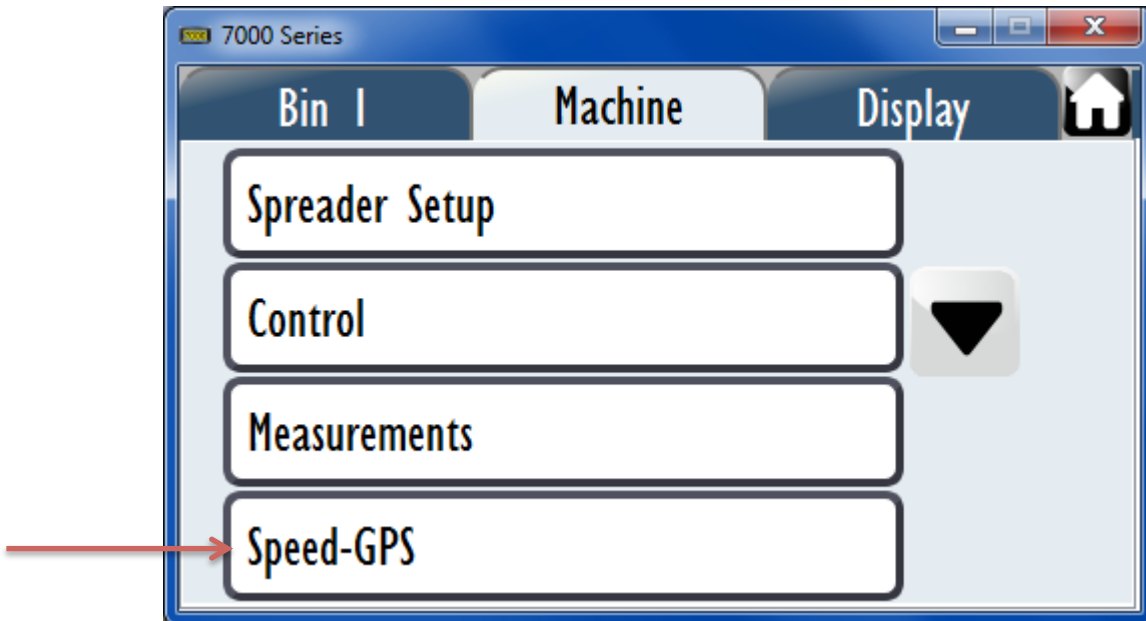 7000 Series
Bin 1 Machine Display
Spreader Setup
Control
Measurements
Speed-GPS